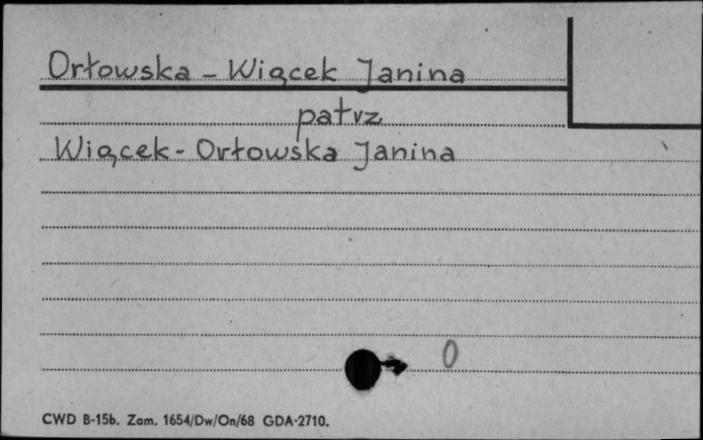 Orłowska - Wiącek Janina
patrz
Wiącek - Orłowska Janina
0
CWD B-15b. Zam. 1654/Dw/On/68 GDA-2710.